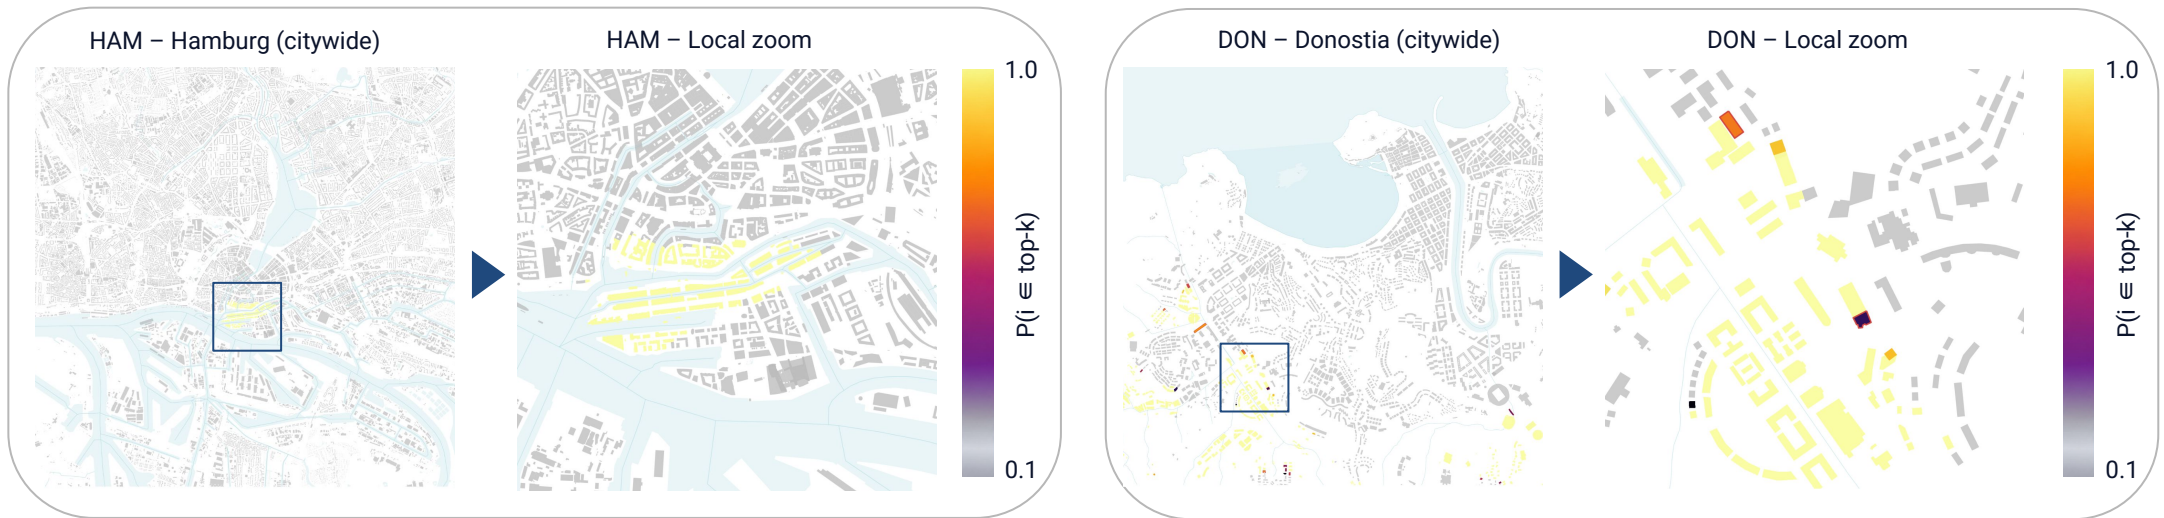 HAM – Hamburg (citywide)
HAM – Local zoom
1.0
P(i ∈ top-k)
0.1
DON – Donostia (citywide)
DON – Local zoom
1.0
P(i ∈ top-k)
0.1